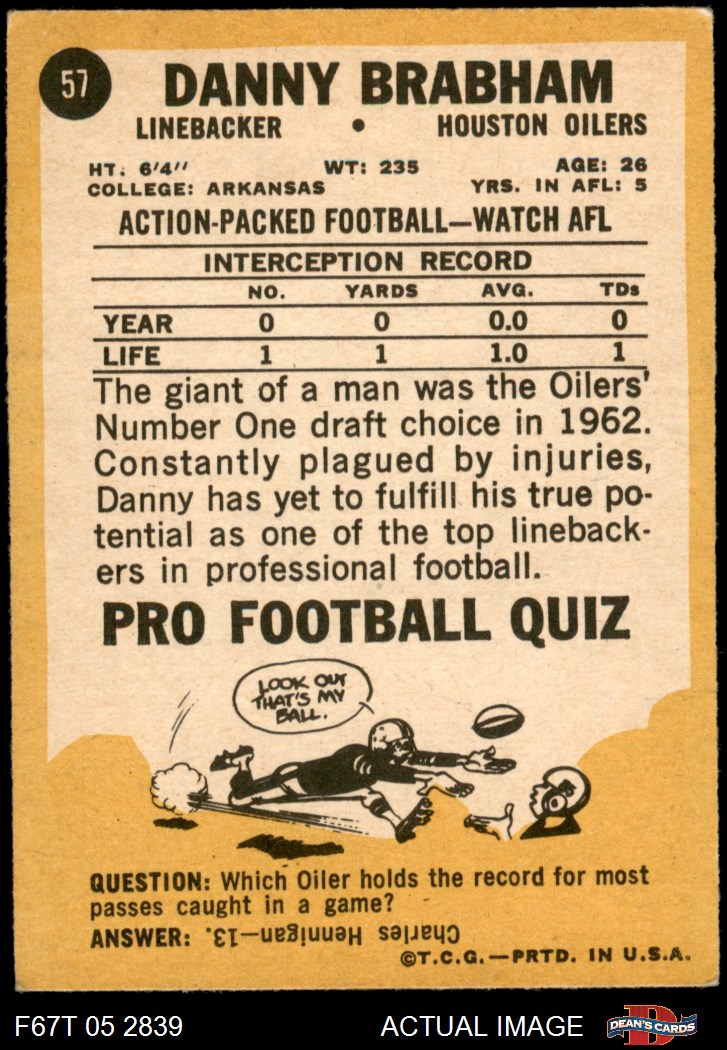 57
DANNY BRABHAM
LINEBACKER • HOUSTON OILERS
HT: 6'4" WT: 235 AGE: 26
COLLEGE: ARKANSAS YRS. IN AFL: 5
ACTION-PACKED FOOTBALL—WATCH AFL
INTERCEPTION RECORD
NO. YARDS AVG. TDs
YEAR 0 0 0.0 0
LIFE 1 1 1.0 1
The giant of a man was the Oilers'
Number One draft choice in 1962.
Constantly plagued by injuries,
Danny has yet to fulfill his true po-
tential as one of the top lineback-
ers in professional football.
PRO FOOTBALL QUIZ
LOOK OUT
THAT'S MY
BALL.
QUESTION: Which Oiler holds the record for most
passes caught in a game?
ANSWER: Charles Hennigan—13.
©T.C.G.—PRTD. IN U.S.A.
F67T 05 2839 ACTUAL IMAGE D DEAN'S CARDS